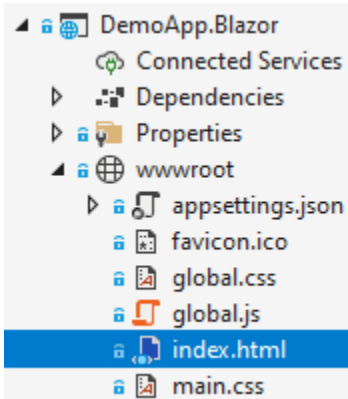 DemoApp.Blazor
Connected Services
Dependencies
Properties
wwwroot
appsettings.json
favicon.ico
global.css
global.js
index.html
main.css